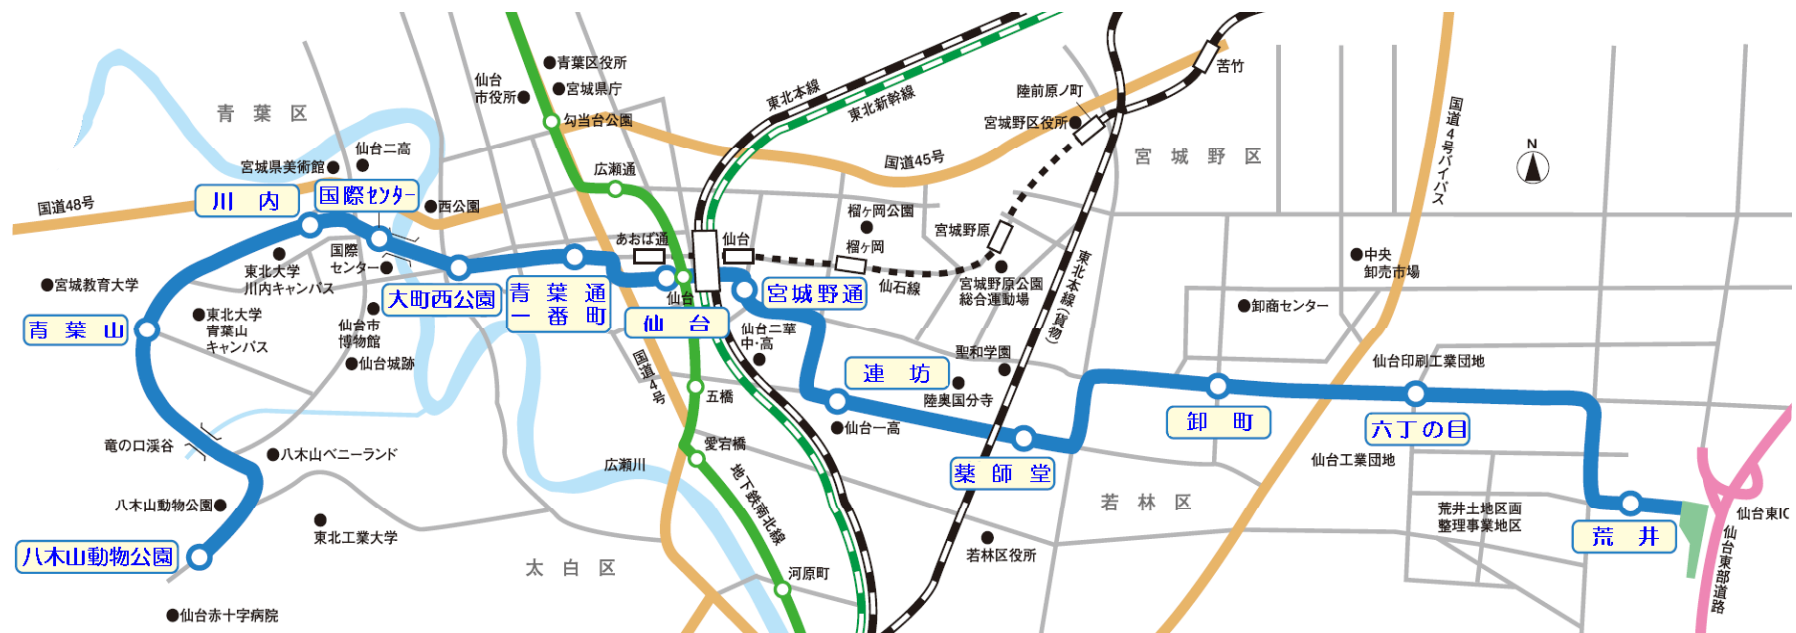 青葉区役所
仙台
市役所
宮城県庁
勾当台公園
青葉区
宮城県美術館
仙台二高
国道48号
川内
国際センター
西公園
広瀬通
東北本線
東北新幹線
国道45号
陸前原ノ町
宮城野区役所
苦竹
宮城野区
国道4号バイパス
N
東北大学
川内キャンパス
国際
センター
宮城教育大学
東北大学
青葉山
キャンパス
青葉山
仙台市
博物館
仙台城跡
大町西公園
青葉通
一番町
あおば通
仙台
仙台
仙台
宮城野通
榴ヶ岡公園
榴ヶ岡
仙石線
宮城野原
宮城野原公園
総合運動場
東北本線(貨物)
中央
卸売市場
卸商センター
仙台二華
中・高
国道4号
五橋
連坊
聖和学園
陸奥国分寺
仙台一高
薬師堂
卸町
仙台印刷工業団地
六丁の目
仙台工業団地
荒井土地区画
整理事業地区
荒井
仙台東IC
仙台東部道路
若林区
若林区役所
愛宕橋
地下鉄南北線
河原町
広瀬川
太白区
竜の口渓谷
八木山ベニーランド
八木山動物公園
八木山動物公園
東北工業大学
仙台赤十字病院